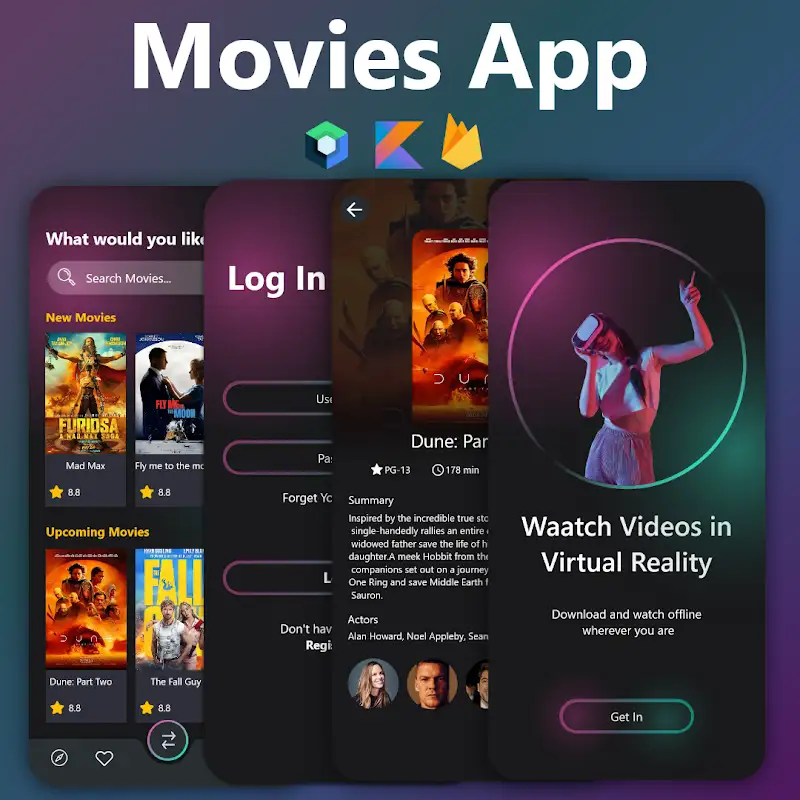 Movies App
What would you like
Search Movies...
New Movies
FURIOSA
A MAD MAX SAGA
FLY ME
TO THE
MOON
Mad Max
Fly me to the mo
8.8
8.8
Upcoming Movies
DUNE
FALL
Dune: Part Two
The Fall Guy
8.8
8.8
Log In
Use
Pas
Forget Yo
L
Don't hav
Regis
DUN
Dune: Par
PG-13
178 min
Summary
Inspired by the incredible true sto
single-handedly rallies an entire
widowed father save the life of h
daughter.A meek Hobbit from the
companions set out on a journey
One Ring and save Middle Earth f
Sauron.
Actors
Alan Howard, Noel Appleby, Sean
Waatch Videos in
Virtual Reality
Download and watch offline
wherever you are
Get In